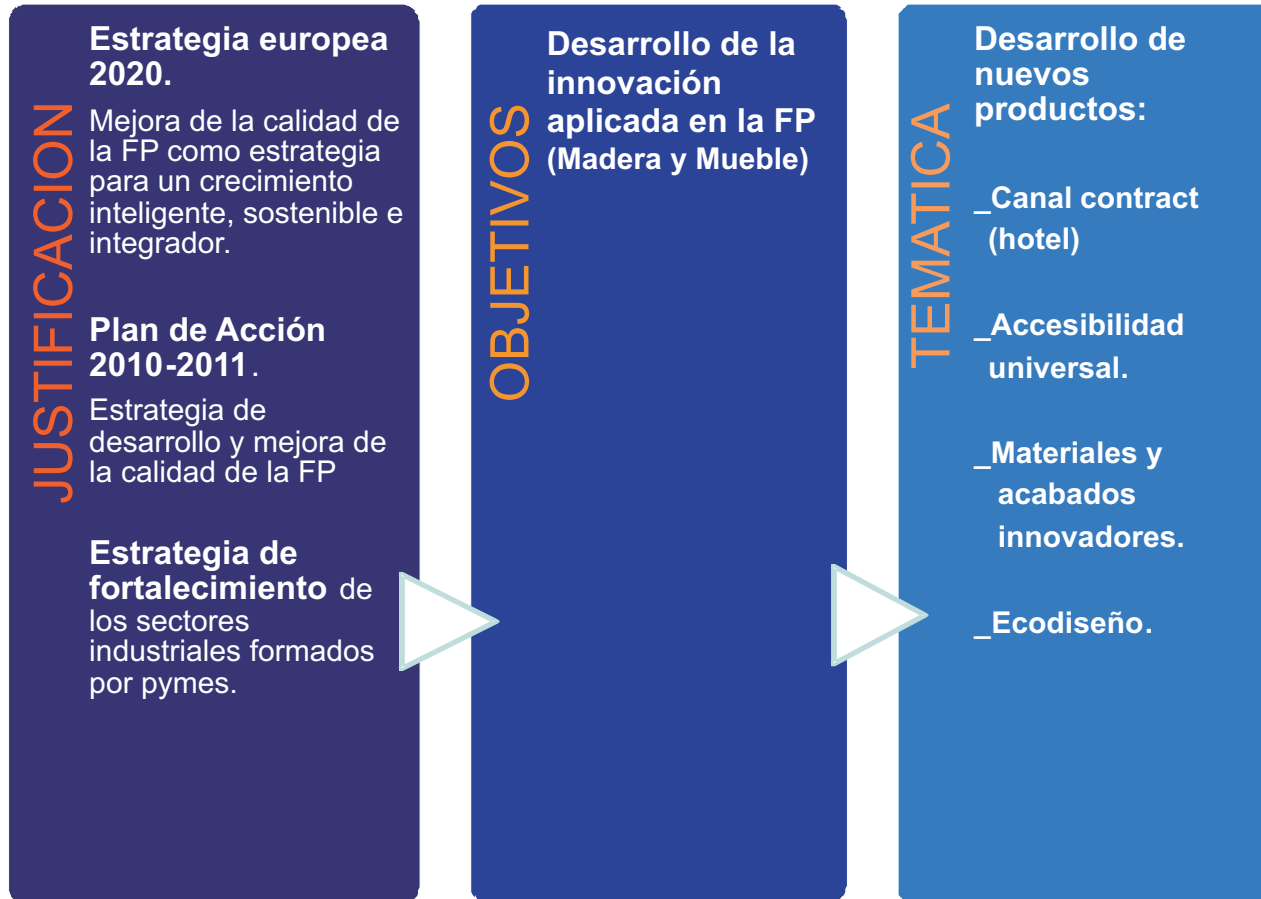 JUSTIFICACION
Estrategia europea
2020.
Mejora de la calidad de
la FP como estrategia
para un crecimiento
inteligente, sostenible e
integrador.
Plan de Acción
2010-2011.
Estrategia de
desarrollo y mejora de
la calidad de la FP
Estrategia de
fortalecimiento de
los sectores
industriales formados
por pymes.
OBJETIVOS
Desarrollo de la
innovación
aplicada en la FP
(Madera y Mueble)
TEMATICA
Desarrollo de
nuevos
productos:
_Canal contract
(hotel)
_Accesibilidad
universal.
_Materiales y
acabados
innovadores.
_Ecodiseño.